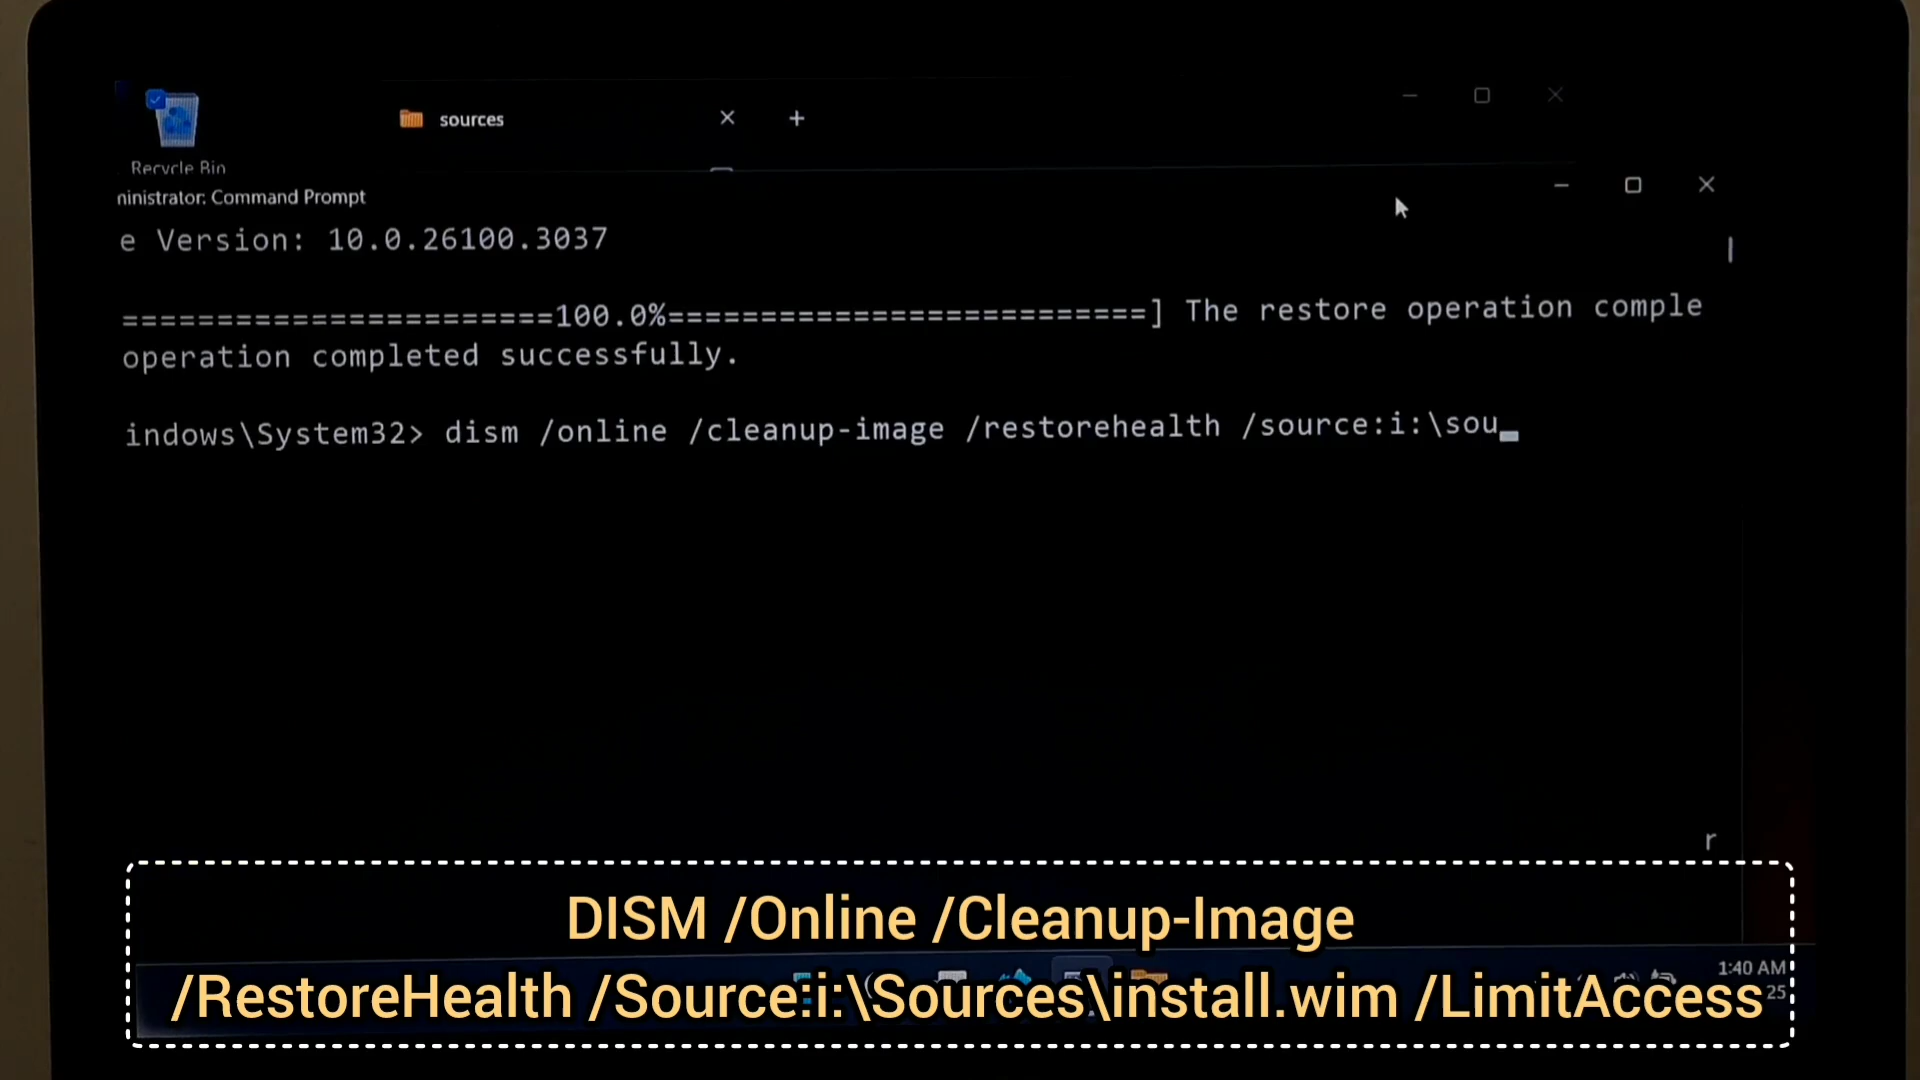 sources
Recycle Bin
ninistrator: Command Prompt
e Version: 10.0.26100.3037
=======================100.0%==========================] The restore operation comple
operation completed successfully.
indows\System32> dism /online /cleanup-image /restorehealth /source:i:\sou
r
DISM /Online /Cleanup-Image
/RestoreHealth /Source:i:\Sources\install.wim /LimitAccess
1:40 AM
25